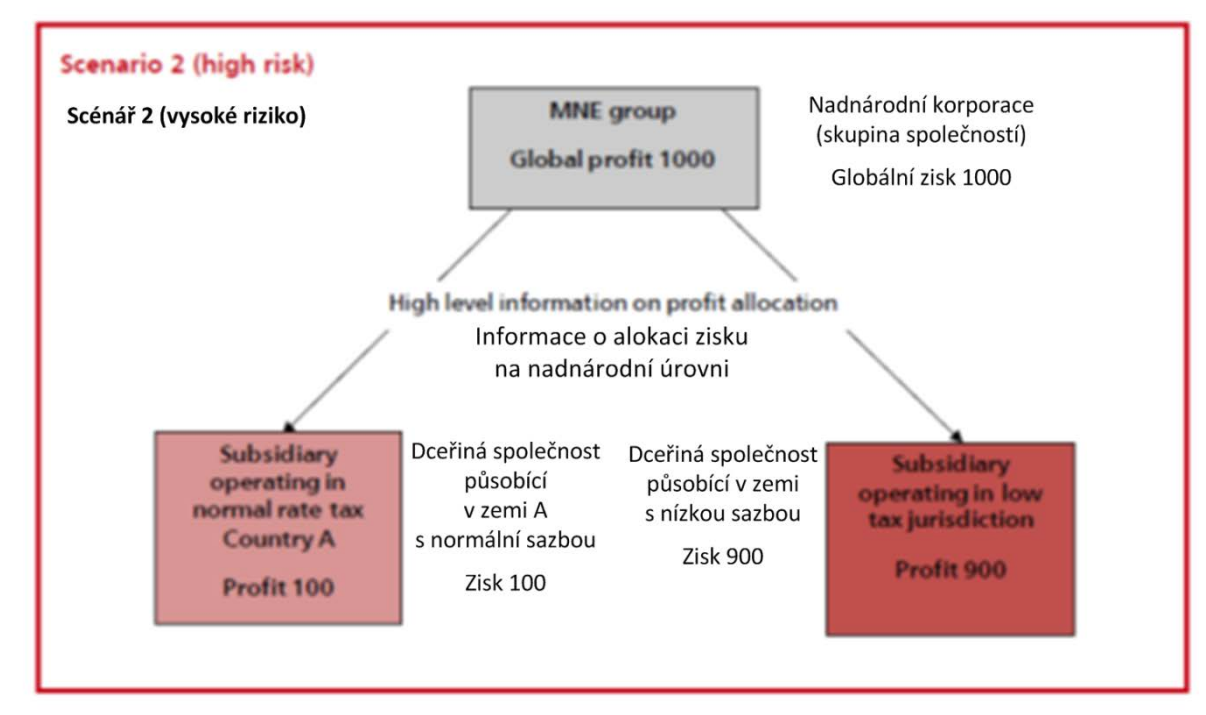 Scenario 2 (high risk)
Scénář 2 (vysoké riziko)
MNE group
Global profit 1000
Nadnárodní korporace
(skupina společností)
Globální zisk 1000
High level information on profit allocation
Informace o alokaci zisku
na nadnárodní úrovni
Subsidiary
operating in
normal rate tax
Country A
Profit 100
Dceřiná společnost
působící
v zemi A
s normální sazbou
Zisk 100
Dceřiná společnost
působící v zemi
s nízkou sazbou
Zisk 900
Subsidiary
operating in low
tax jurisdiction
Profit 900